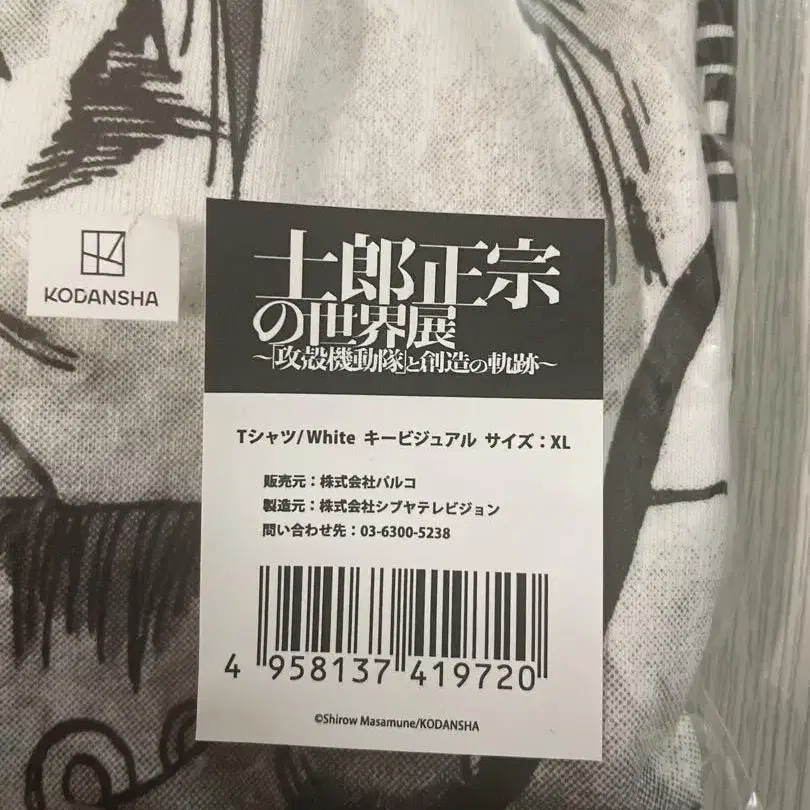 KODANSHA
士郎正宗
の世界展
～「攻殻機動隊」と創造の軌跡～
Tシャツ/White キービジュアル サイズ：XL
販売元：株式会社パルコ
製造元：株式会社シブヤテレビジョン
問い合わせ先：03-6300-5238
4 958137 419720
©Shirow Masamune/KODANSHA